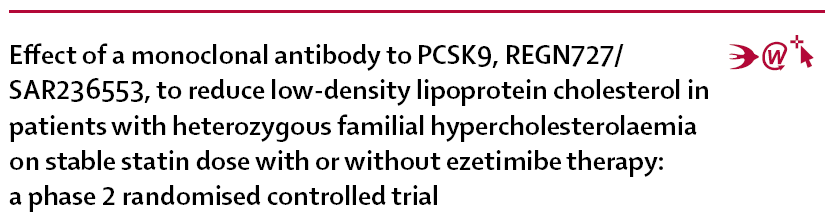 Effect of a monoclonal antibody to PCSK9, REGN727/
SAR236553, to reduce low-density lipoprotein cholesterol in
patients with heterozygous familial hypercholesterolaemia
on stable statin dose with or without ezetimibe therapy:
a phase 2 randomised controlled trial